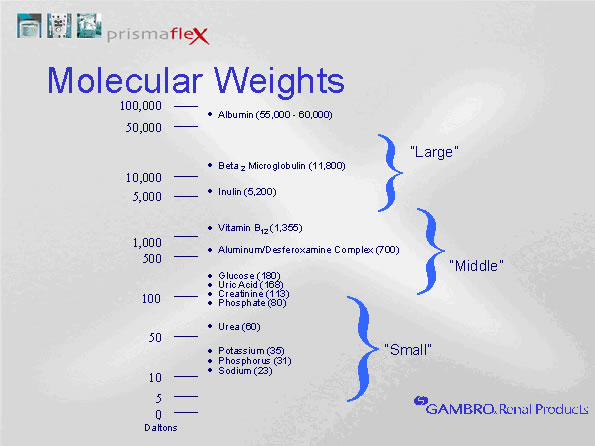 prismaflex
Molecular Weights
100,000
Albumin (55,000 - 60,000)
50,000
"Large"
Beta 2 Microglobulin (11,800)
10,000
5,000
Inulin (5,200)
Vitamin B12 (1,355)
1,000
Aluminum/Desferoxamine Complex (700)
500
"Middle"
Glucose (180)
Uric Acid (168)
Creatinine (113)
100
Phosphate (80)
Urea (60)
50
Potassium (35)
"Small"
Phosphorus (31)
Sodium (23)
10
5
0
Daltons
GAMBRO Renal Products